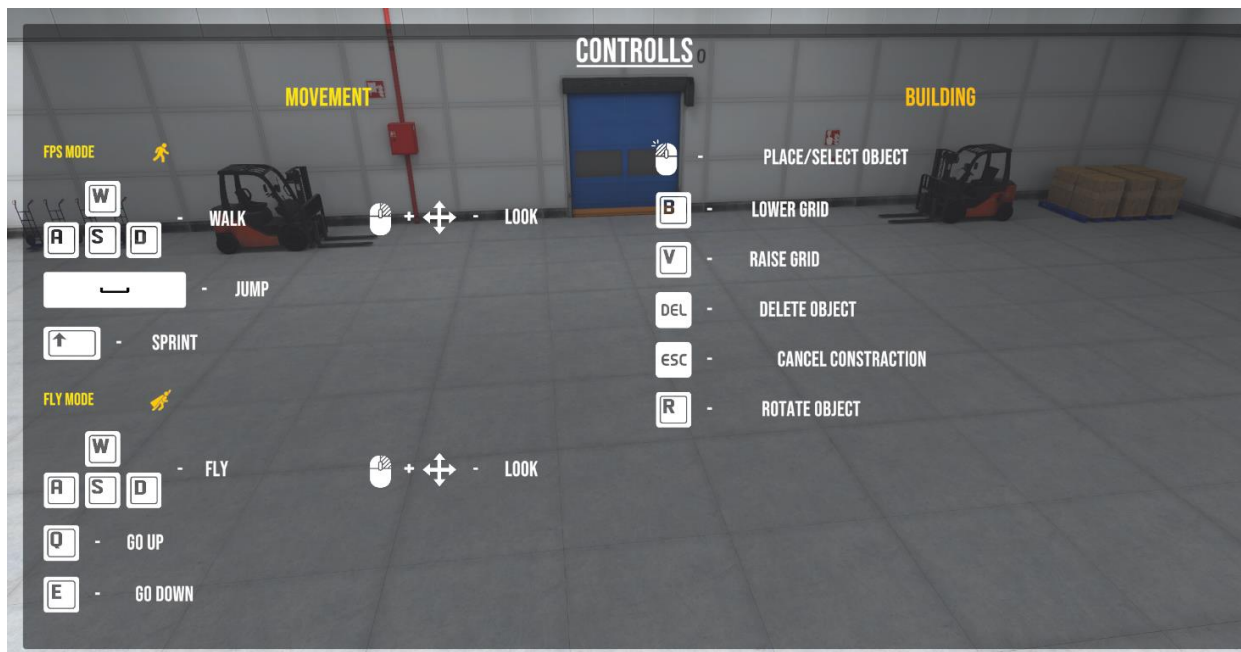 CONTROLLS 0
MOVEMENT
FPS MODE
W
A S D - WALK
+ - LOOK
- JUMP
- SPRINT
FLY MODE
W
A S D - FLY
+ - LOOK
Q - GO UP
E - GO DOWN
BUILDING
- PLACE/SELECT OBJECT
B - LOWER GRID
V - RAISE GRID
DEL - DELETE OBJECT
ESC - CANCEL CONSTRACTION
R - ROTATE OBJECT